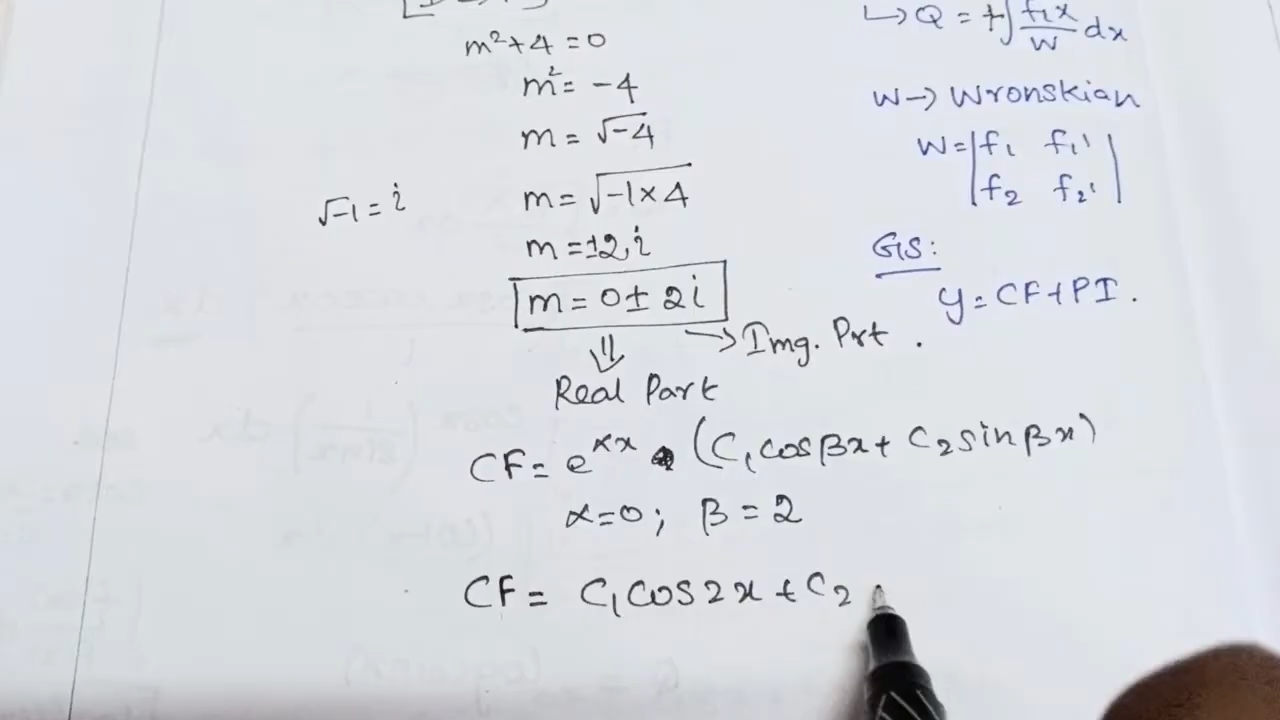 m²+4=0
m²= -4
m = √-4
√-1 = i
m = √-1×4
m = ±2i
m = 0± 2i
→ Img. Prt .
⇓
Real Part
CF= e^αx (C₁cosβx+ C₂sinβx)
α=0; β=2
CF= C₁cos2x + C₂
↳ Q = +∫ f₁x/W dx
W→ Wronskian
W=|f₁ f₁'|
|f₂ f₂'|
GS:
y=CF+PI.